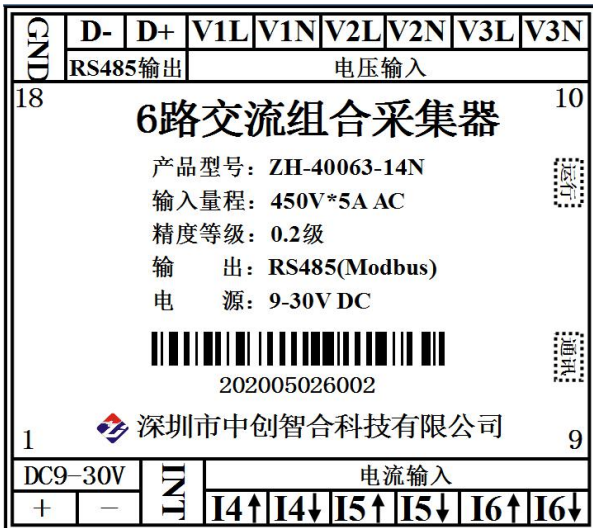 GND D- D+ V1L V1N V2L V2N V3L V3N
RS485输出 电压输入
18 10
6路交流组合采集器
产品型号：ZH-40063-14N
运行
输入量程：450V*5A AC
精度等级：0.2级
输 出：RS485(Modbus)
电 源：9-30V DC
通讯
202005026002
ZH 深圳市中创智合科技有限公司
1 9
DC9-30V INT 电流输入
+ - I4↑ I4↓ I5↑ I5↓ I6↑ I6↓